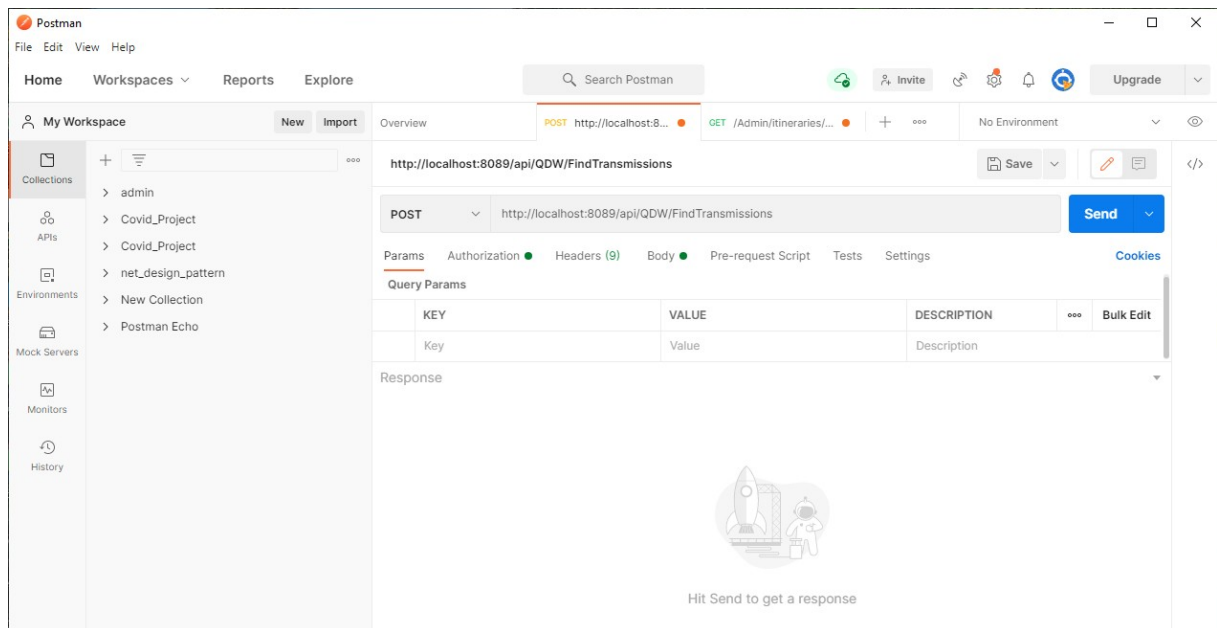 Postman
File Edit View Help
Home Workspaces Reports Explore Search Postman Invite Upgrade
My Workspace New Import Overview POST http://localhost:8... GET /Admin/itineraries/... No Environment
Collections
APIs
Environments
Mock Servers
Monitors
History
admin
Covid_Project
Covid_Project
net_design_pattern
New Collection
Postman Echo
http://localhost:8089/api/QDW/FindTransmissions Save
POST http://localhost:8089/api/QDW/FindTransmissions Send
Params Authorization Headers (9) Body Pre-request Script Tests Settings Cookies
Query Params
KEY VALUE DESCRIPTION Bulk Edit
Key Value Description
Response
Hit Send to get a response